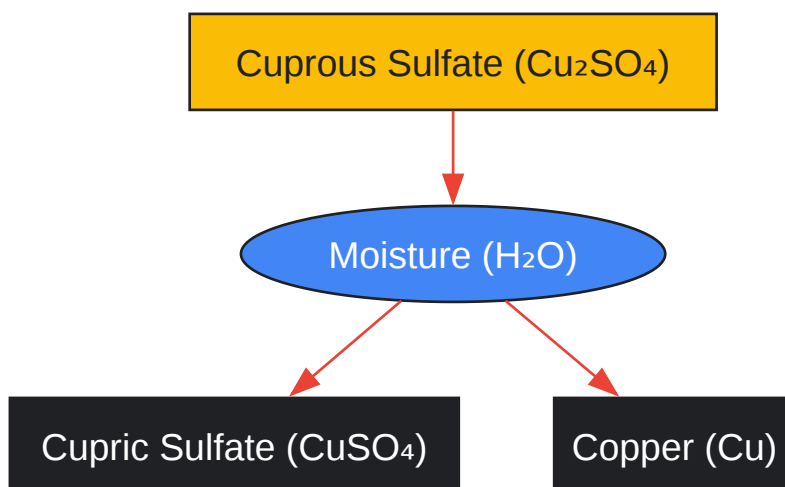 Cuprous Sulfate (Cu₂SO₄)
Moisture (H₂O)
Cupric Sulfate (CuSO₄)
Copper (Cu)